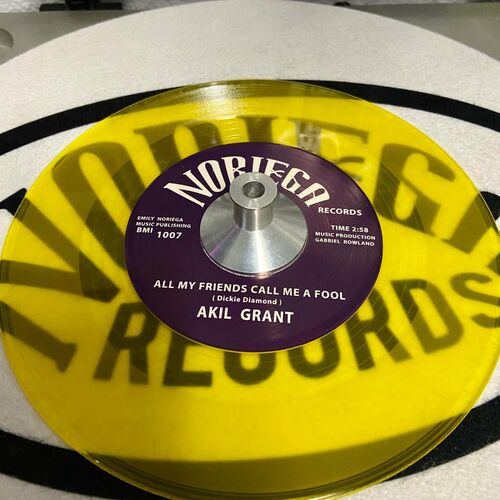 NORIEGA
RECORDS
EMILY NORIEGA
MUSIC PUBLISHING
BMI 1007
TIME 2:58
MUSIC PRODUCTION
GABRIEL ROWLAND
ALL MY FRIENDS CALL ME A FOOL
( Dickie Diamond )
AKIL GRANT
NORIEGA
RECORDS